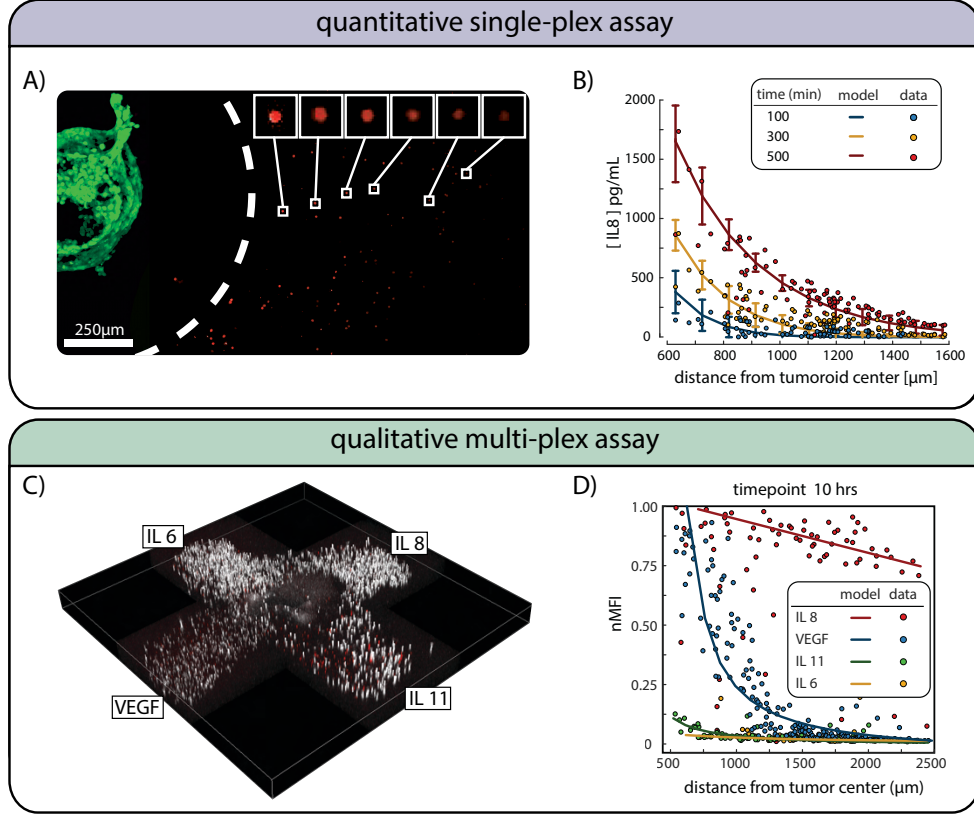 quantitative single-plex assay
A)
250μm
B)
time (min) model data
100
300
500
[ IL8 ] pg/mL
2000
1500
1000
500
0
600 800 1000 1200 1400 1600
distance from tumoroid center [μm]
qualitative multi-plex assay
C)
IL 6
IL 8
VEGF
IL 11
D)
timepoint 10 hrs
nMFI
1.00
0.75
0.50
0.25
0
model data
IL 8
VEGF
IL 11
IL 6
500 1000 1500 2000 2500
distance from tumor center (μm)